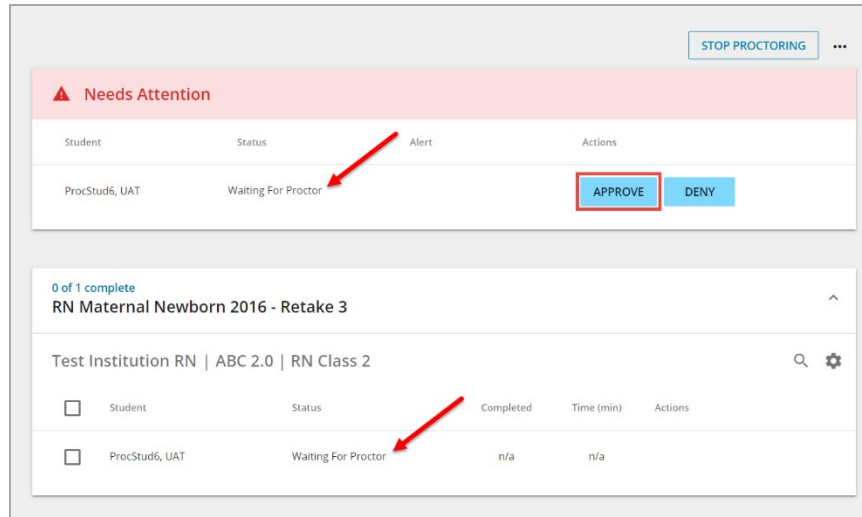 STOP PROCTORING ...
Needs Attention
Student Status Alert Actions
ProcStud6, UAT Waiting For Proctor APPROVE DENY
0 of 1 complete
RN Maternal Newborn 2016 - Retake 3
Test Institution RN | ABC 2.0 | RN Class 2
Student Status Completed Time (min) Actions
ProcStud6, UAT Waiting For Proctor n/a n/a